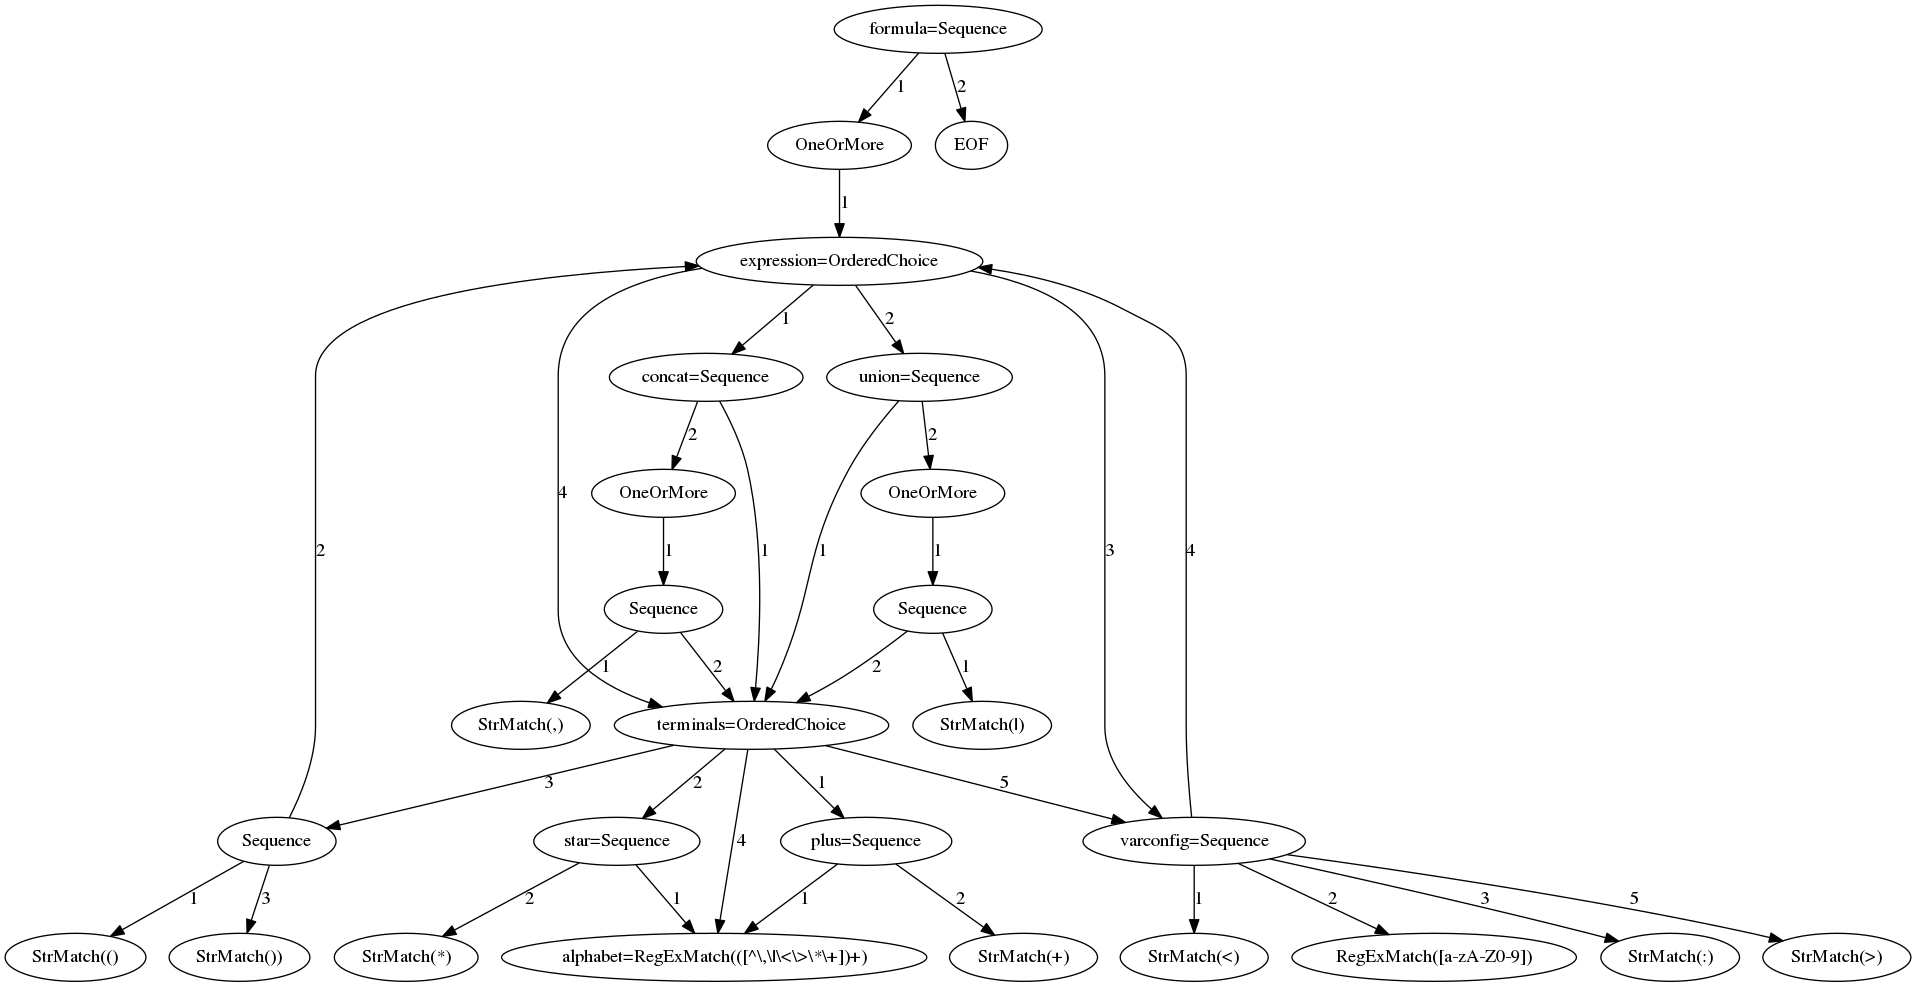 formula=Sequence
1
2
OneOrMore
EOF
1
expression=OrderedChoice
1
2
concat=Sequence
union=Sequence
2
2
4
OneOrMore
OneOrMore
2
1
1
1
1
3
4
Sequence
Sequence
1
2
2
1
StrMatch(,)
terminals=OrderedChoice
StrMatch(|)
3
2
1
5
Sequence
star=Sequence
4
plus=Sequence
varconfig=Sequence
1
3
2
1
1
2
1
2
3
5
StrMatch(()
StrMatch())
StrMatch(*)
alphabet=RegExMatch(([^\,\|\<\>\*\+])+)
StrMatch(+)
StrMatch(<)
RegExMatch([a-zA-Z0-9])
StrMatch(:)
StrMatch(>)